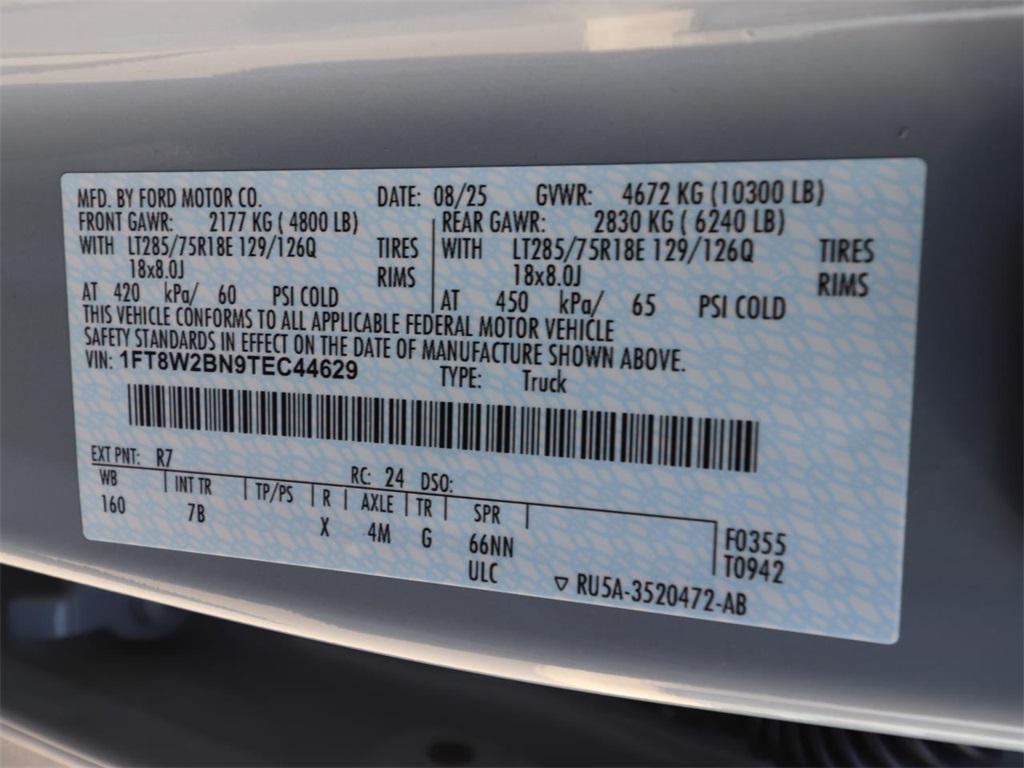 MFD. BY FORD MOTOR CO. DATE: 08/25 GVWR: 4672 KG (10300 LB)
FRONT GAWR: 2177 KG ( 4800 LB) REAR GAWR: 2830 KG ( 6240 LB)
WITH LT285/75R18E 129/126Q TIRES WITH LT285/75R18E 129/126Q TIRES
18x8.0J RIMS 18x8.0J RIMS
AT 420 kPa/ 60 PSI COLD AT 450 kPa/ 65 PSI COLD
THIS VEHICLE CONFORMS TO ALL APPLICABLE FEDERAL MOTOR VEHICLE
SAFETY STANDARDS IN EFFECT ON THE DATE OF MANUFACTURE SHOWN ABOVE.
VIN: 1FT8W2BN9TEC44629 TYPE: Truck
EXT PNT: R7 RC: 24 DSO:
WB INT TR TP/PS R AXLE TR SPR
160 7B X 4M G 66NN F0355
ULC T0942
RU5A-3520472-AB